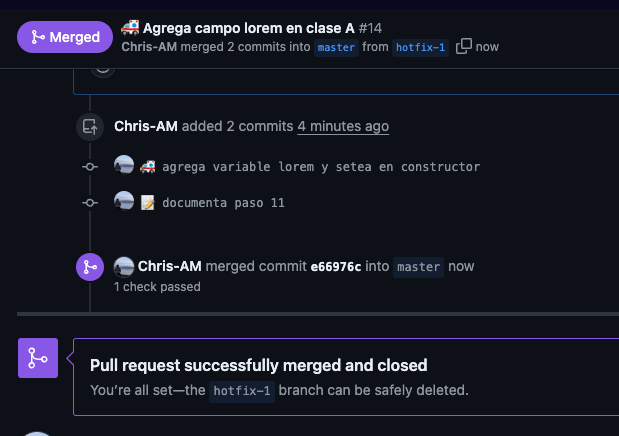 Merged
🚑 Agrega campo lorem en clase A #14
Chris-AM merged 2 commits into master from hotfix-1 now
Chris-AM added 2 commits 4 minutes ago
🚑 agrega variable lorem y setea en constructor
📝 documenta paso 11
Chris-AM merged commit e66976c into master now
1 check passed
Pull request successfully merged and closed
You’re all set—the hotfix-1 branch can be safely deleted.